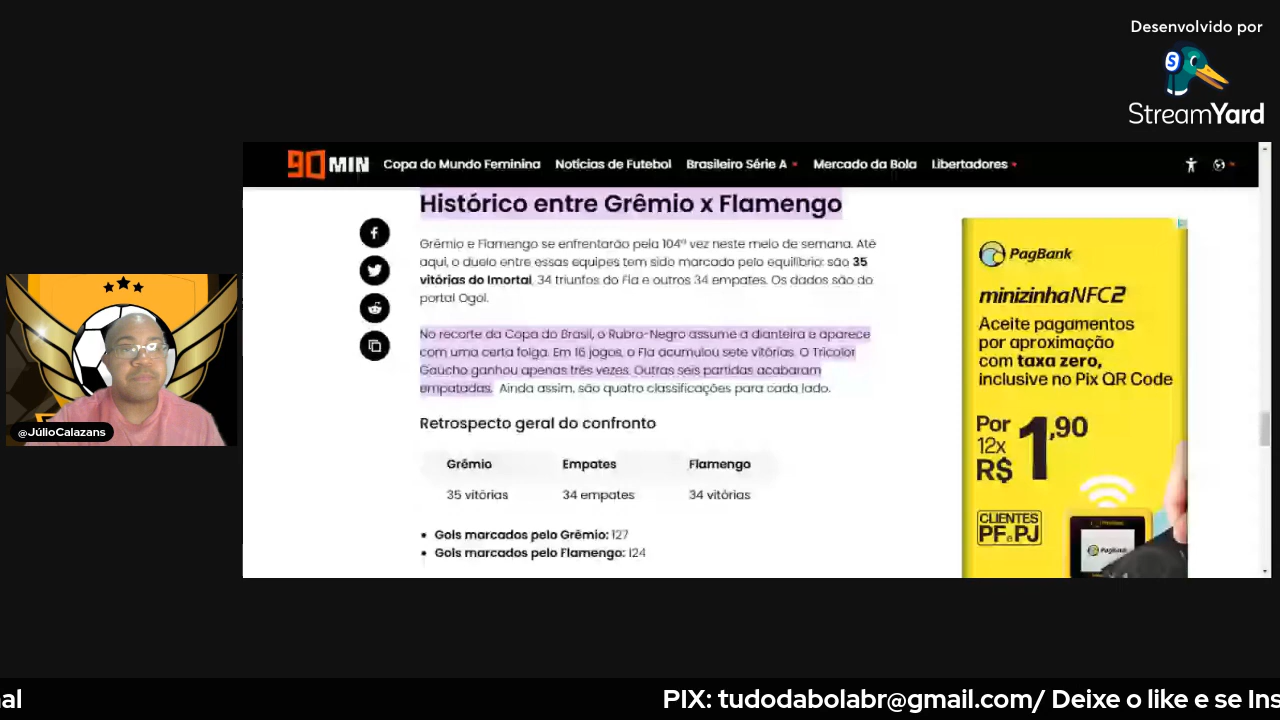 Desenvolvido por
StreamYard
90MIN Copa do Mundo Feminina Notícias de Futebol Brasileiro Série A Mercado da Bola Libertadores
Histórico entre Grêmio x Flamengo
Grêmio e Flamengo se enfrentarão pela 104ª vez neste meio de semana. Até
aqui, o duelo entre essas equipes tem sido marcado pelo equilíbrio: são 35
vitórias do Imortal, 34 triunfos do Fla e outros 34 empates. Os dados são do
portal Ogol.
No recorte da Copa do Brasil, o Rubro-Negro assume a dianteira e aparece
com uma certa folga. Em 16 jogos, o Fla acumulou sete vitórias. O Tricolor
Gaucho ganhou apenas três vezes. Outras seis partidas acabaram
empatadas. Ainda assim, são quatro classificações para cada lado.
Retrospecto geral do confronto
Grêmio Empates Flamengo
35 vitórias 34 empates 34 vitórias
Gols marcados pelo Grêmio: 127
Gols marcados pelo Flamengo: 124
PagBank
minizinhaNFC2
Aceite pagamentos
por aproximação
com taxa zero,
inclusive no Pix QR Code
Por
12x
R$ 1,90
CLIENTES
PF e PJ
PagBank
@JúlioCalazans
al PIX: tudodabolabr@gmail.com/ Deixe o like e se Ins